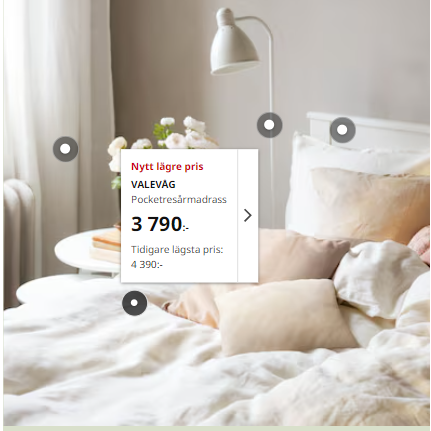 Nytt lägre pris
VALEVÅG
Pocketresårmadrass
3 790:-
Tidigare lägsta pris:
4 390:-